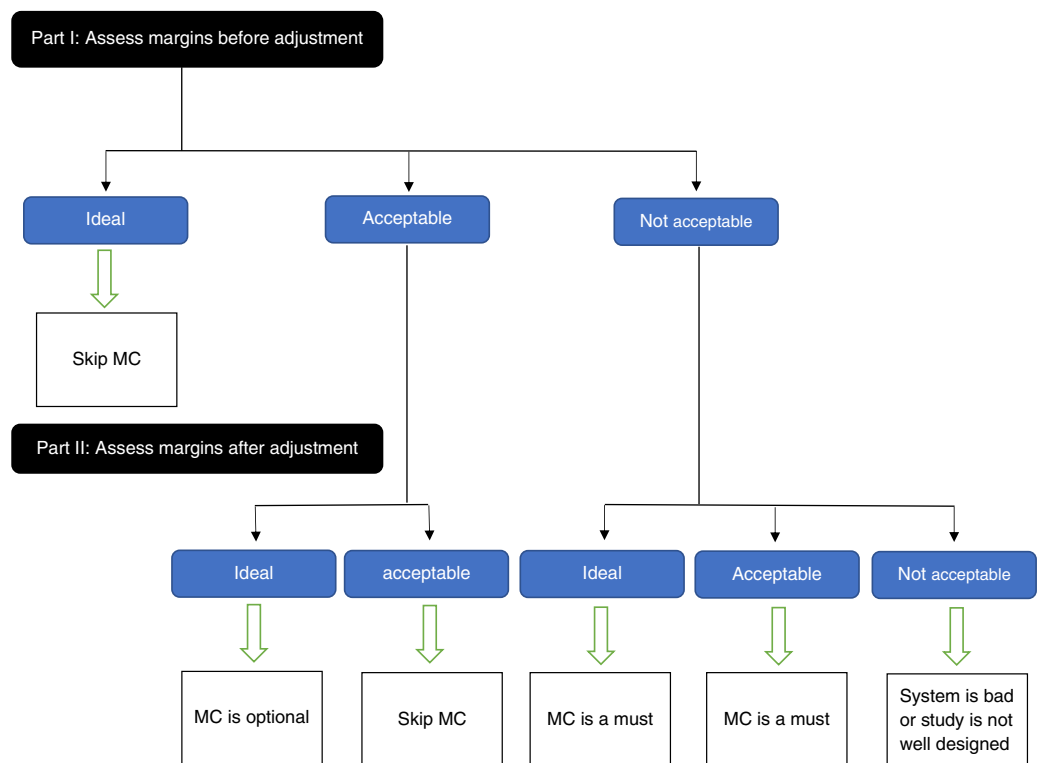 Part I: Assess margins before adjustment
Ideal
Acceptable
Not acceptable
Skip MC
Part II: Assess margins after adjustment
Ideal
acceptable
Ideal
Acceptable
Not acceptable
MC is optional
Skip MC
MC is a must
MC is a must
System is bad
or study is not
well designed